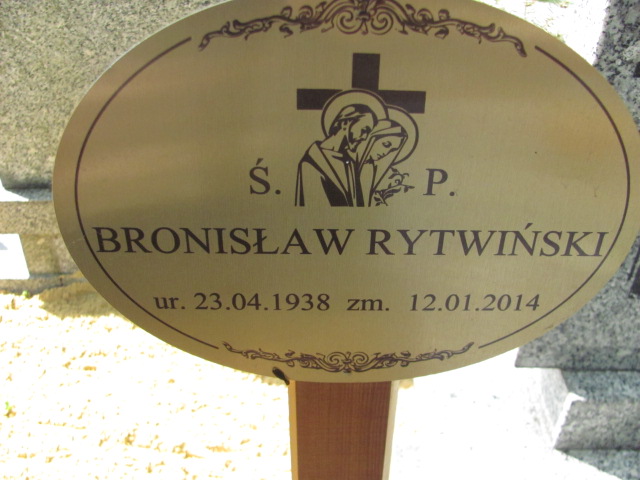 Ś. P.
BRONISŁAW RYTWIŃSKI
ur. 23.04.1938 zm. 12.01.2014